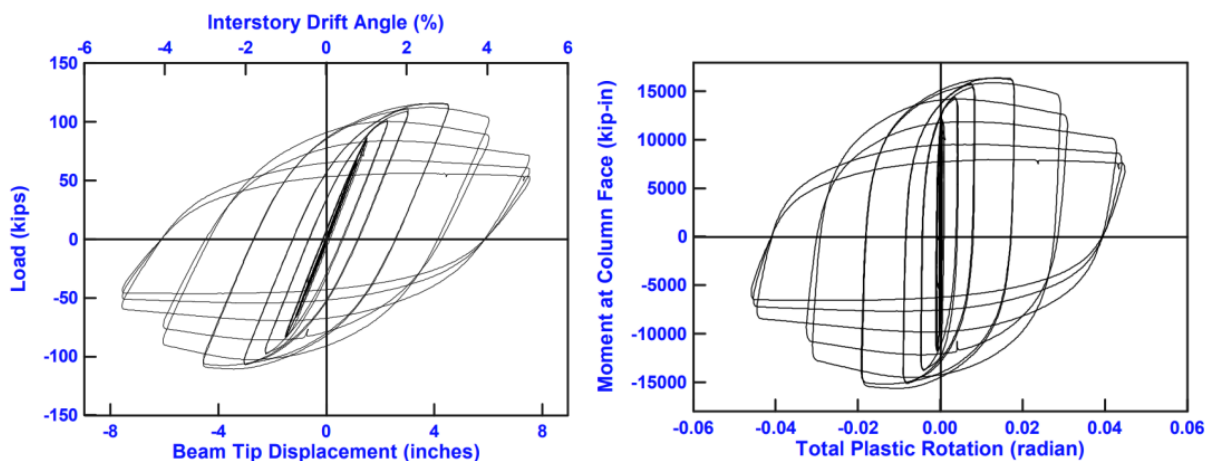 Interstory Drift Angle (%)
-6 -4 -2 0 2 4 6
150
100
50
0
-50
-100
-150
Load (kips)
-8 -4 0 4 8
Beam Tip Displacement (inches)
15000
10000
5000
0
-5000
-10000
-15000
Moment at Column Face (kip-in)
-0.06 -0.04 -0.02 0.00 0.02 0.04 0.06
Total Plastic Rotation (radian)